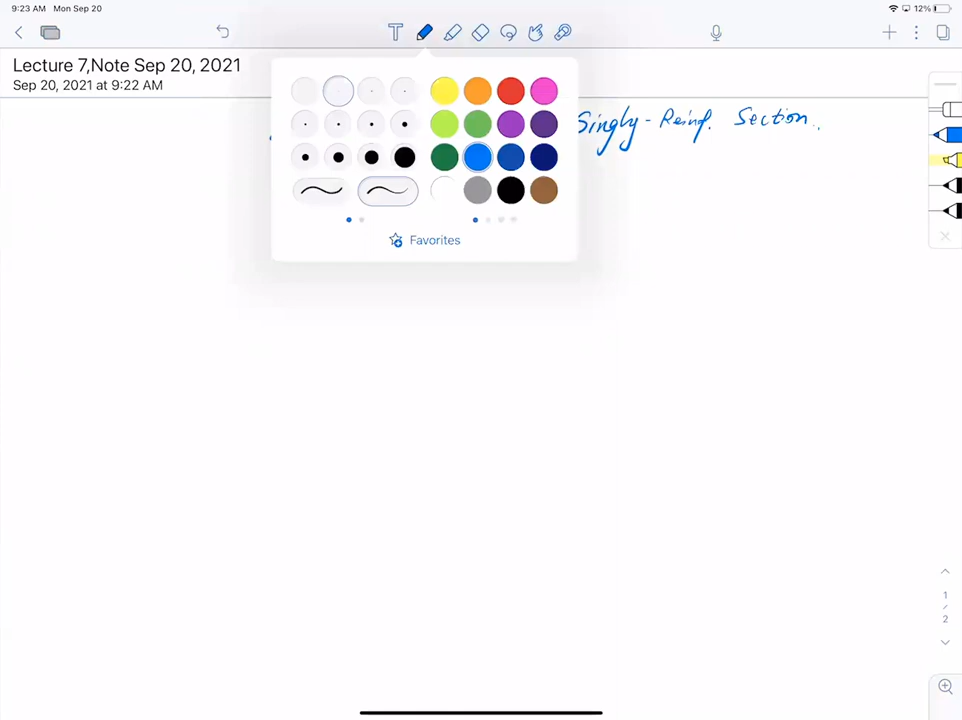 9:23 AM Mon Sep 20
12%
Lecture 7,Note Sep 20, 2021
Sep 20, 2021 at 9:22 AM
Singly-Reinf. Section.
Favorites
1
/
2